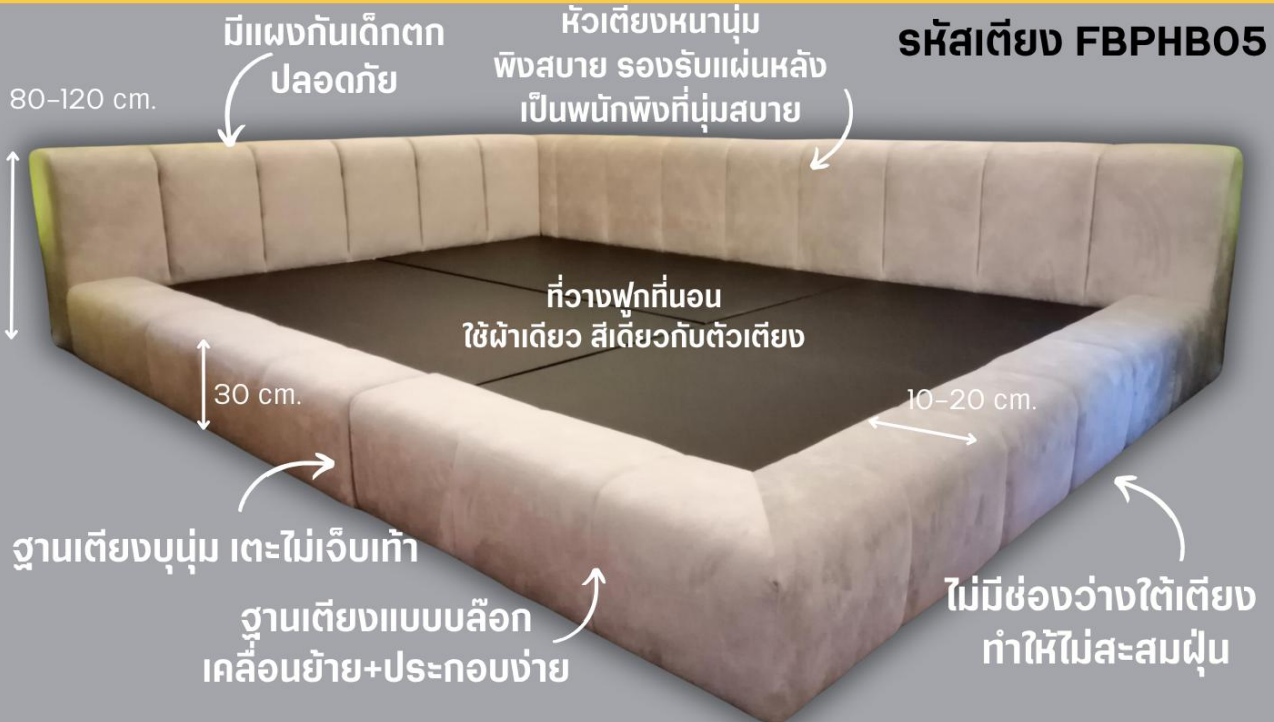 มีแผงกันเด็กตก
ปลอดภัย
หัวเตียงหนานุ่ม
พิงสบาย รองรับแผ่นหลัง
เป็นพนักพิงที่นุ่มสบาย
รหัสเตียง FBPHB05
80-120 cm.
ที่วางฟูกที่นอน
ใช้ผ้าเดียว สีเดียวกับตัวเตียง
30 cm.
10-20 cm.
ฐานเตียงบุนุ่ม เตะไม่เจ็บเท้า
ฐานเตียงแบบบล๊อก
เคลื่อนย้าย+ประกอบง่าย
ไม่มีช่องว่างใต้เตียง
ทำให้ไม่สะสมฝุ่น